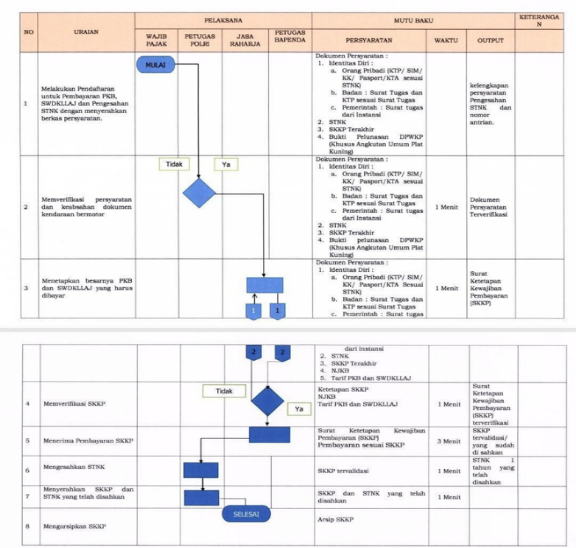 NO
URAIAN
PELAKSANA
MUTU BAKU
KETERANGA
N
WAJIB
PAJAK
PETUGAS
POLRI
JASA
RAHARJA
PETUGAS
BAPENDA
PERSYARATAN
WAKTU
OUTPUT
1
Melakukan Pendaftaran
untuk Pembayaran PKB,
SWDKLLAJ dan Pengesahan
STNK dengan menyerahkan
berkas persyaratan.
MULAI
Dokumen Persyaratan :
1. Identitas Diri :
a. Orang Pribadi (KTP/ SIM/
KK/ Pasport/KTA sesuai
STNK)
b. Badan : Surat Tugas dan
KTP sesuai Surat Tugas
c. Pemerintah : Surat tugas
dari Instansi
2. STNK
3. SKKP Terakhir
4. Bukti Pelunasan DPWKP
(Khusus Angkutan Umum Plat
Kuning)
kelengkapan
persyaratan
Pengesahan
STNK dan
nomor
antrian.
2
Memverifikasi persyaratan
dan keabsahan dokumen
kendaraan bermotor
Tidak
Ya
Dokumen Persyaratan :
1. Identitas Diri :
a. Orang Pribadi (KTP/ SIM/
KK/ Pasport/KTA sesuai
STNK)
b. Badan : Surat Tugas dan
KTP sesuai Surat Tugas
c. Pemerintah : Surat tugas
dari Instansi
2. STNK
3. SKKP Terakhir
4. Bukti pelunasan DPWKP
(Khusus Angkutan Umum Plat
Kuning)
1 Menit
Dokumen
Persyaratan
Terverifikasi
3
Menetapkan besarnya PKB
dan SWDKLLAJ yang harus
dibayar
1
1
Dokumen Persyaratan :
1. Identitas Diri :
a. Orang Pribadi (KTP/ SIM/
KK/ Pasport/KTA Sesuai
STNK)
b. Badan : Surat Tugas dan
KTP sesuai Surat Tugas
c. Pemerintah : Surat tugas
1 Menit
Surat
Ketetapan
Kewajiban
Pembayaran
(SKKP)
2
2
dari Instansi
2. STNK
3. SKKP Terakhir
4. NJKB
5. Tarif PKB dan SWDKLLAJ
4
Memverifikasi SKKP
Tidak
Ya
Ketetapan SKKP
NJKB
Tarif PKB dan SWDKLLAJ
1 Menit
Surat
Ketetapan
Kewajiban
Pembayaran
(SKKP)
terverifikasi
5
Menerima Pembayaran SKKP
Surat Ketetapan Kewajiban
Pembayaran (SKKP)
Pembayaran sesuai SKKP
3 Menit
SKKP
tervalidasi/
yang sudah
di sahkan
6
Mengesahkan STNK
SKKP tervalidasi
1 Menit
STNK 1
tahun yang
telah
disahkan
7
Menyerahkan SKKP dan
STNK yang telah disahkan
SKKP dan STNK yang telah
disahkan
1 Menit
8
Mengarsipkan SKKP
SELESAI
Arsip SKKP